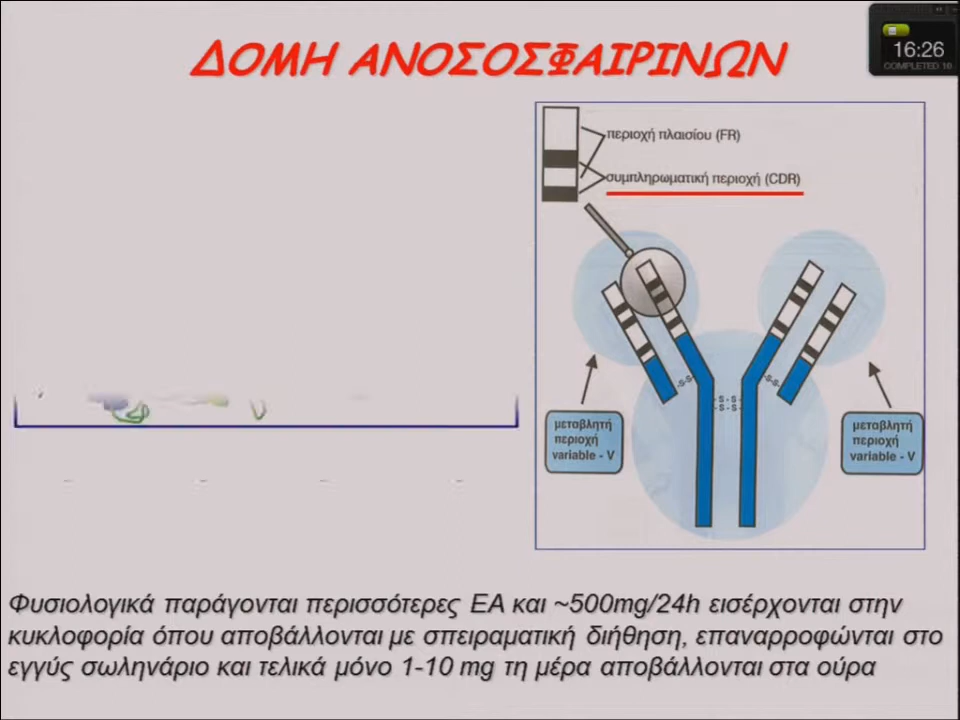 ΔΟΜΗ ΑΝΟΣΟΣΦΑΙΡΙΝΩΝ
16:26
COMPLETED 10
περιοχή πλαισίου (FR)
συμπληρωματική περιοχή (CDR)
-S-S-
-S-S-
-S-S-
-S-S-
μεταβλητή
περιοχή
variable - V
μεταβλητή
περιοχή
variable - V
Φυσιολογικά παράγονται περισσότερες ΕΑ και ~500mg/24h εισέρχονται στην
κυκλοφορία όπου αποβάλλονται με σπειραματική διήθηση, επαναρροφώνται στο
εγγύς σωληνάριο και τελικά μόνο 1-10 mg τη μέρα αποβάλλονται στα ούρα